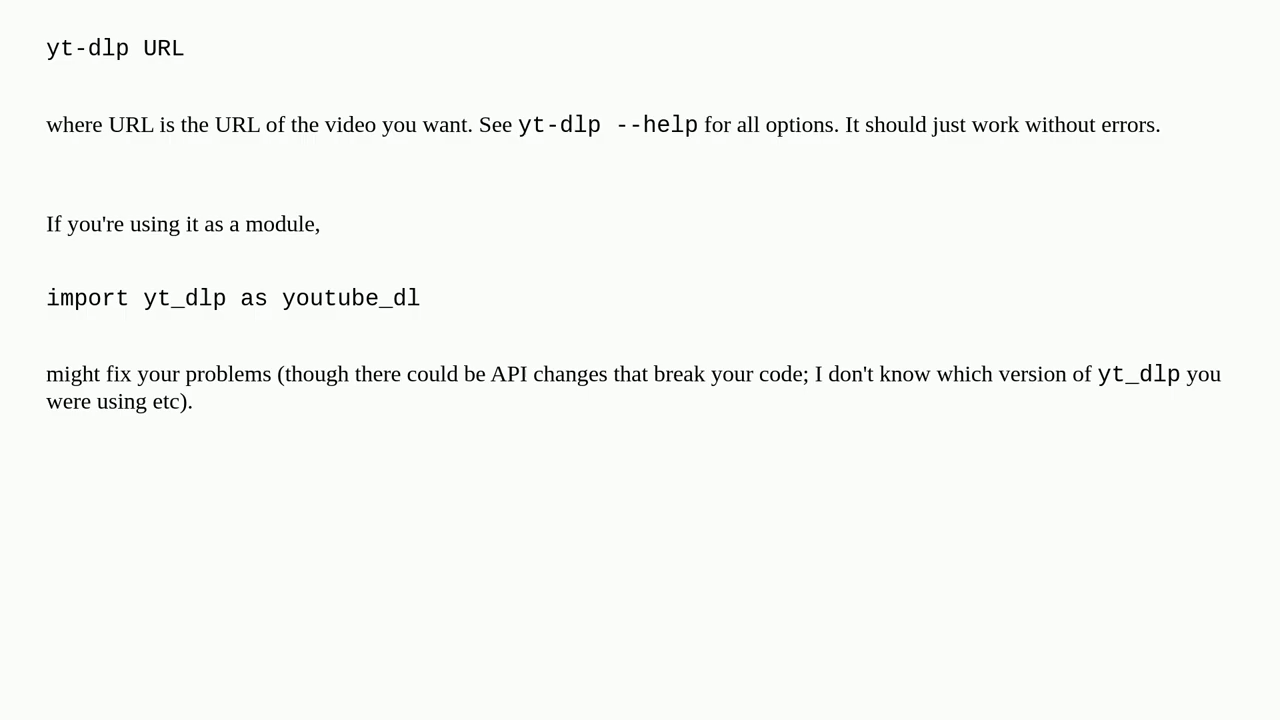 yt-dlp URL
where URL is the URL of the video you want. See yt-dlp --help for all options. It should just work without errors.
If you're using it as a module,
import yt_dlp as youtube_dl
might fix your problems (though there could be API changes that break your code; I don't know which version of yt_dlp you
were using etc).